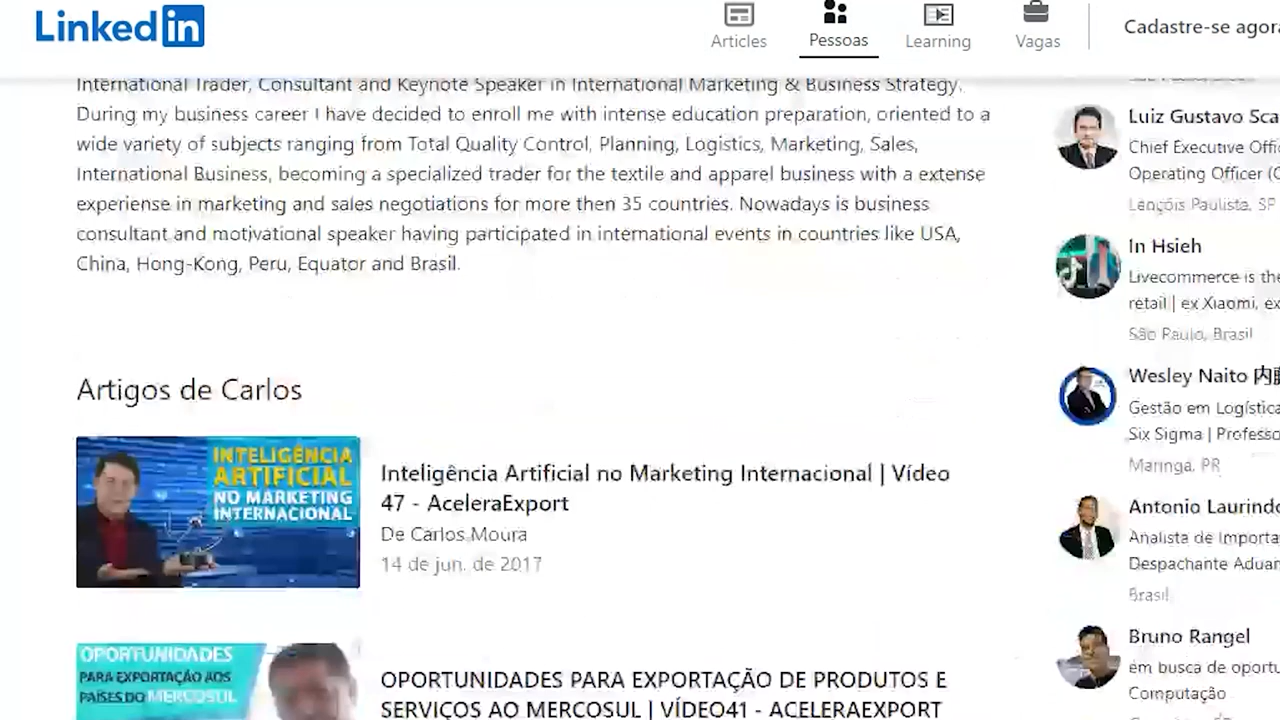 LinkedIn
Articles
Pessoas
Learning
Vagas
Cadastre-se agora
International Trader, Consultant and Keynote Speaker in International Marketing & Business Strategy.
During my business career I have decided to enroll me with intense education preparation, oriented to a
wide variety of subjects ranging from Total Quality Control, Planning, Logistics, Marketing, Sales,
International Business, becoming a specialized trader for the textile and apparel business with a extense
experiense in marketing and sales negotiations for more then 35 countries. Nowadays is business
consultant and motivational speaker having participated in international events in countries like USA,
China, Hong-Kong, Peru, Equator and Brasil.
Artigos de Carlos
INTELIGÊNCIA
ARTIFICIAL
NO MARKETING
INTERNACIONAL
Inteligência Artificial no Marketing Internacional | Vídeo
47 - AceleraExport
De Carlos Moura
14 de jun. de 2017
OPORTUNIDADES
PARA EXPORTAÇÃO AOS
PAÍSES DO MERCOSUL
OPORTUNIDADES PARA EXPORTAÇÃO DE PRODUTOS E
SERVIÇOS AO MERCOSUL | VÍDEO41 - ACELERAEXPORT
Luiz Gustavo Sca
Chief Executive Offi
Operating Officer (C
Lençóis Paulista, SP
In Hsieh
Livecommerce is the
retail | ex Xiaomi, ex
São Paulo, Brasil
Wesley Naito 内藤
Gestão em Logística
Six Sigma | Professo
Maringa, PR
Antonio Laurindo
Analista de Importa
Despachante Aduan
Brasil
Bruno Rangel
em busca de oportu
Computação